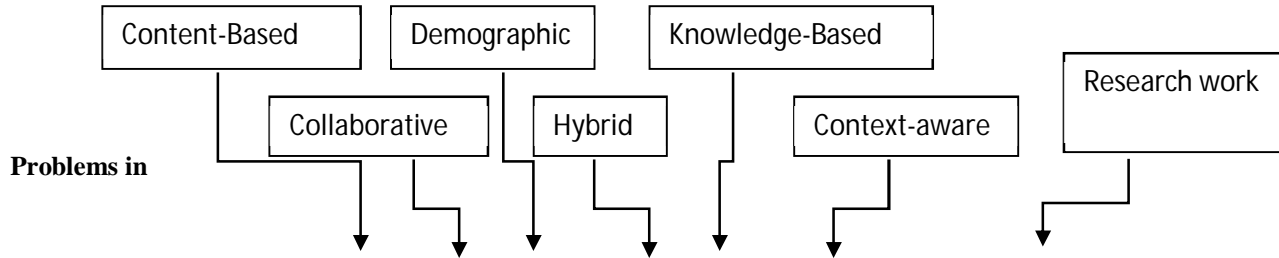 Content-Based
Demographic
Knowledge-Based
Research work
Collaborative
Hybrid
Context-aware
Problems in